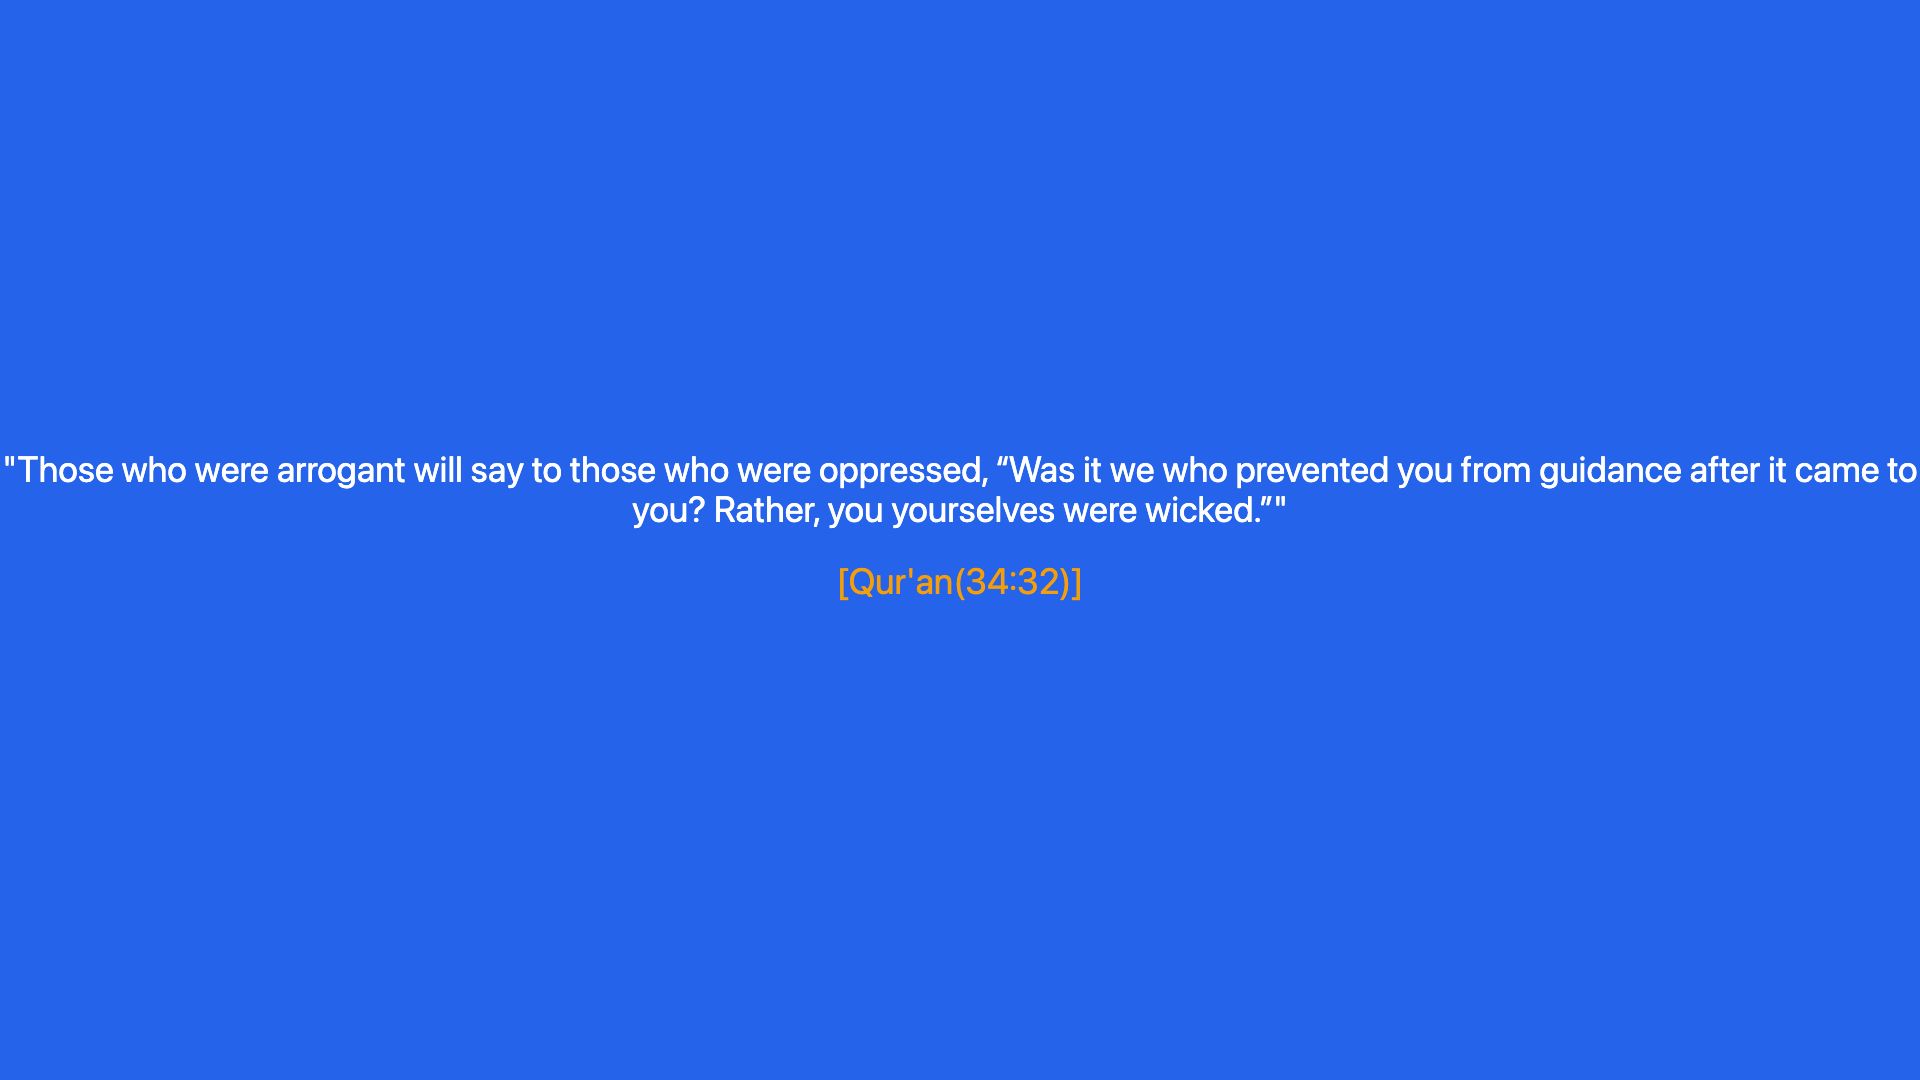 "Those who were arrogant will say to those who were oppressed, “Was it we who prevented you from guidance after it came to
you? Rather, you yourselves were wicked.”"
[Qur'an(34:32)]